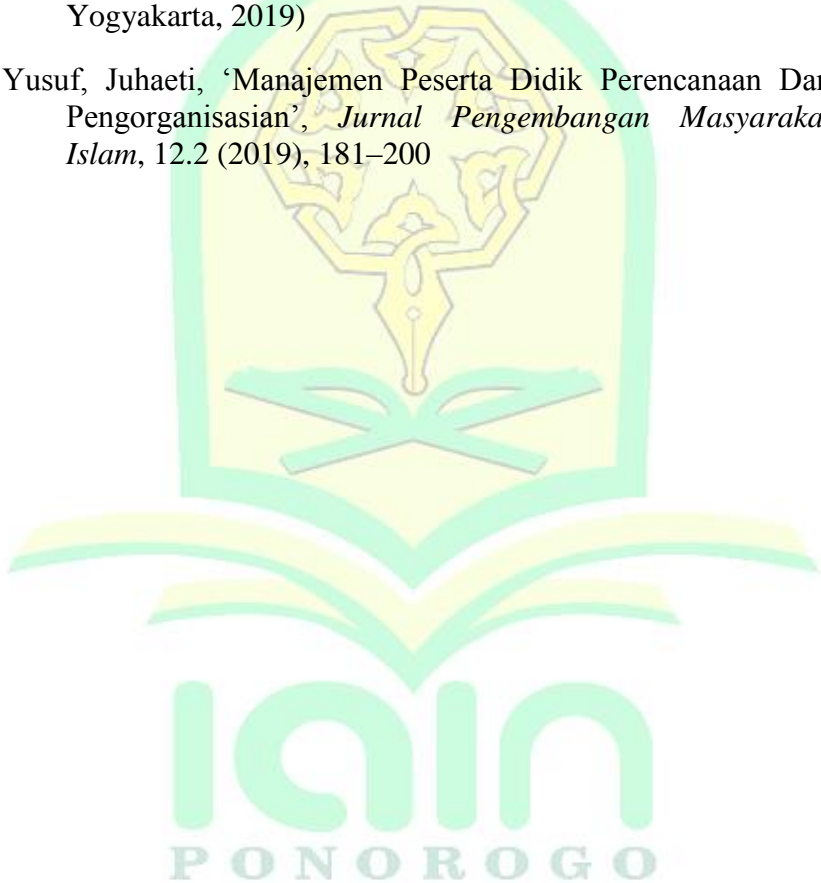 Yogyakarta, 2019)
Yusuf, Juhaeti, ‘Manajemen Peserta Didik Perencanaan Dan
Pengorganisasian’, Jurnal Pengembangan Masyaraka
Islam, 12.2 (2019), 181–200
iain
PONOROGO